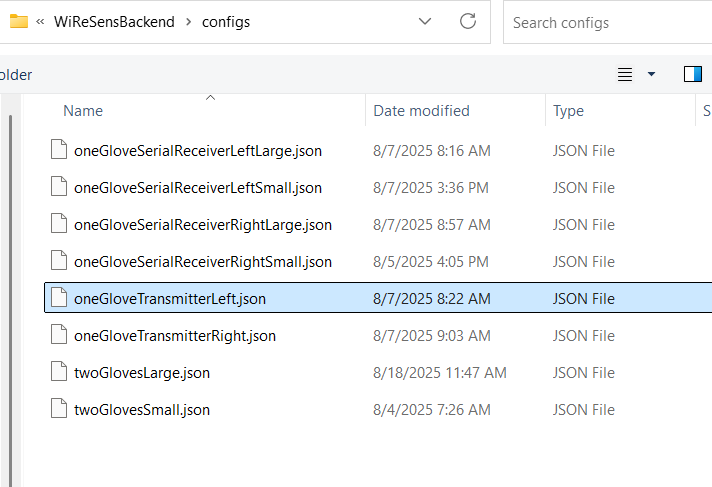 « WiReSensBackend > configs Search configs
older
Name Date modified Type S
oneGloveSerialReceiverLeftLarge.json 8/7/2025 8:16 AM JSON File
oneGloveSerialReceiverLeftSmall.json 8/7/2025 3:36 PM JSON File
oneGloveSerialReceiverRightLarge.json 8/7/2025 8:57 AM JSON File
oneGloveSerialReceiverRightSmall.json 8/5/2025 4:05 PM JSON File
oneGloveTransmitterLeft.json 8/7/2025 8:22 AM JSON File
oneGloveTransmitterRight.json 8/7/2025 9:03 AM JSON File
twoGlovesLarge.json 8/18/2025 11:47 AM JSON File
twoGlovesSmall.json 8/4/2025 7:26 AM JSON File